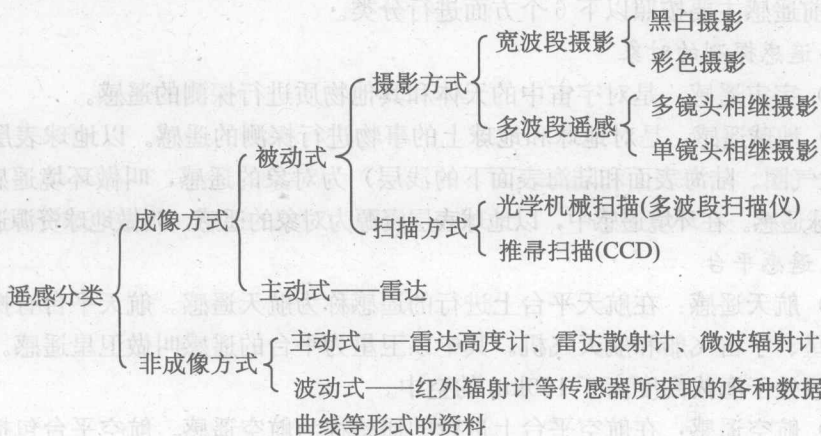 黑白摄影
宽波段摄影
彩色摄影
摄影方式
多镜头相继摄影
多波段遥感
单镜头相继摄影
被动式
光学机械扫描(多波段扫描仪)
成像方式
扫描方式
推帚扫描(CCD)
遥感分类
主动式——雷达
主动式——雷达高度计、雷达散射计、微波辐射计
非成像方式
波动式——红外辐射计等传感器所获取的各种数据
曲线等形式的资料